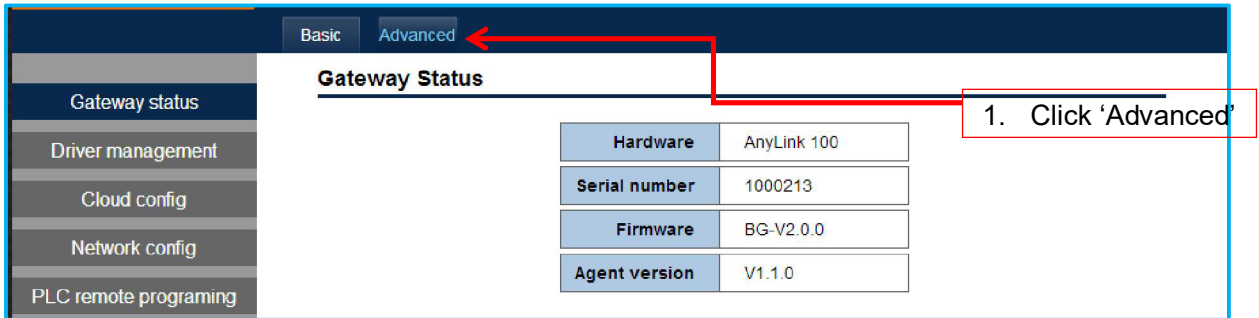 Basic Advanced
Gateway Status
1. Click ‘Advanced’
Gateway status
Driver management
Cloud config
Network config
PLC remote programing
Hardware AnyLink 100
Serial number 1000213
Firmware BG-V2.0.0
Agent version V1.1.0